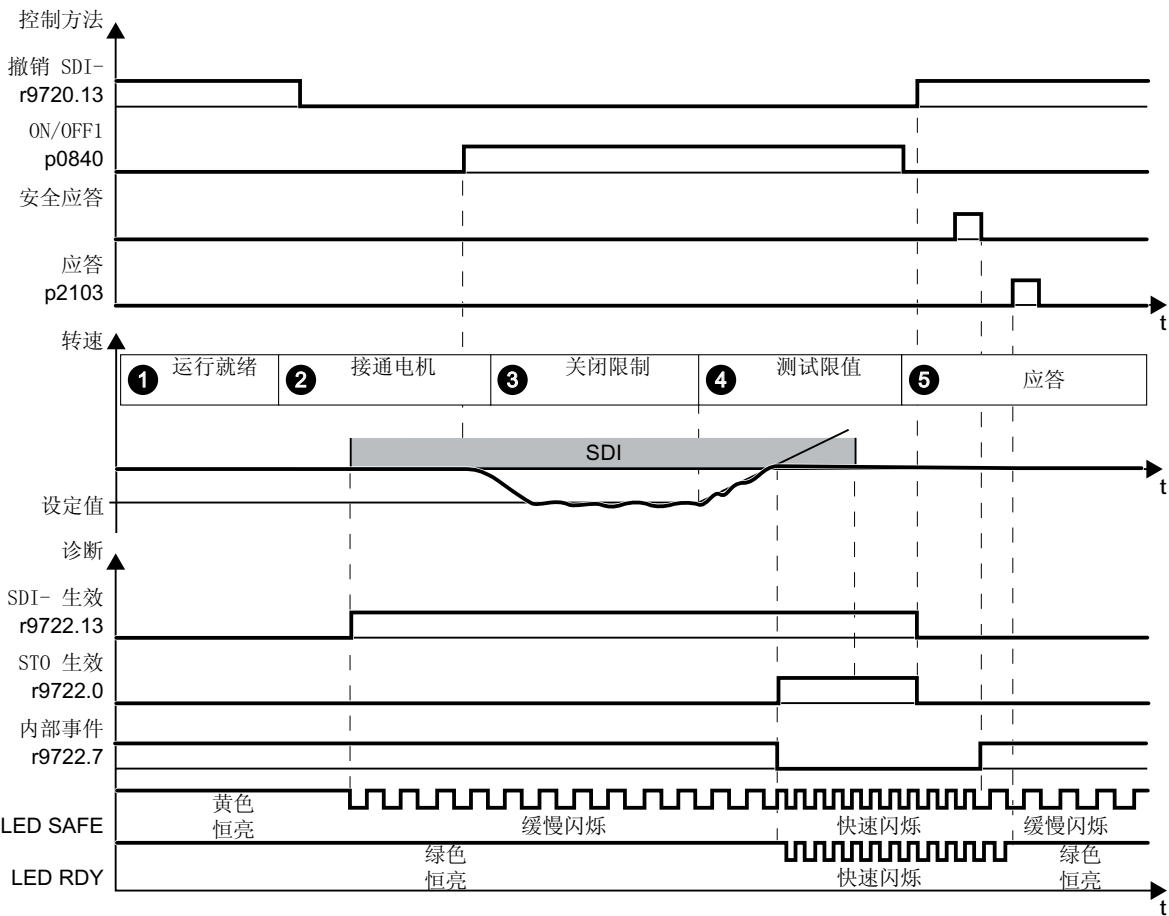 控制方法
撤销 SDI-
r9720.13
ON/OFF1
p0840
安全应答
应答
p2103
t
转速
1 运行就绪
2 接通电机
3 关闭限制
4 测试限值
5 应答
SDI
t
设定值
诊断
SDI- 生效
r9722.13
STO 生效
r9722.0
内部事件
r9722.7
黄色
恒亮
缓慢闪烁
快速闪烁
缓慢闪烁
LED SAFE
绿色
恒亮
快速闪烁
绿色
恒亮
LED RDY
t